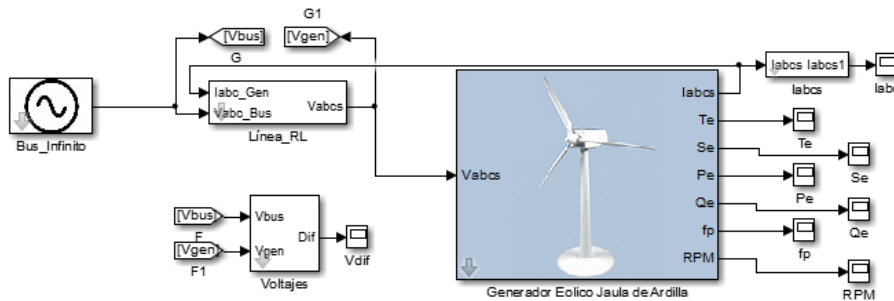 G1
[Vbus]
[Vgen]
G
Iabc_Gen
Vabc_Bus
Vabcs
Línea_RL
Bus_Infinito
Iabcs
Te
Se
Pe
Qe
fp
RPM
Vabcs
Generador Eolico Jaula de Ardilla
Iabcs Iabcs1
Iabcs
Te
Se
Pe
Qe
fp
RPM
[Vbus]
F
[Vgen]
F1
Vbus
Vgen
Dif
Voltajes
Vdif